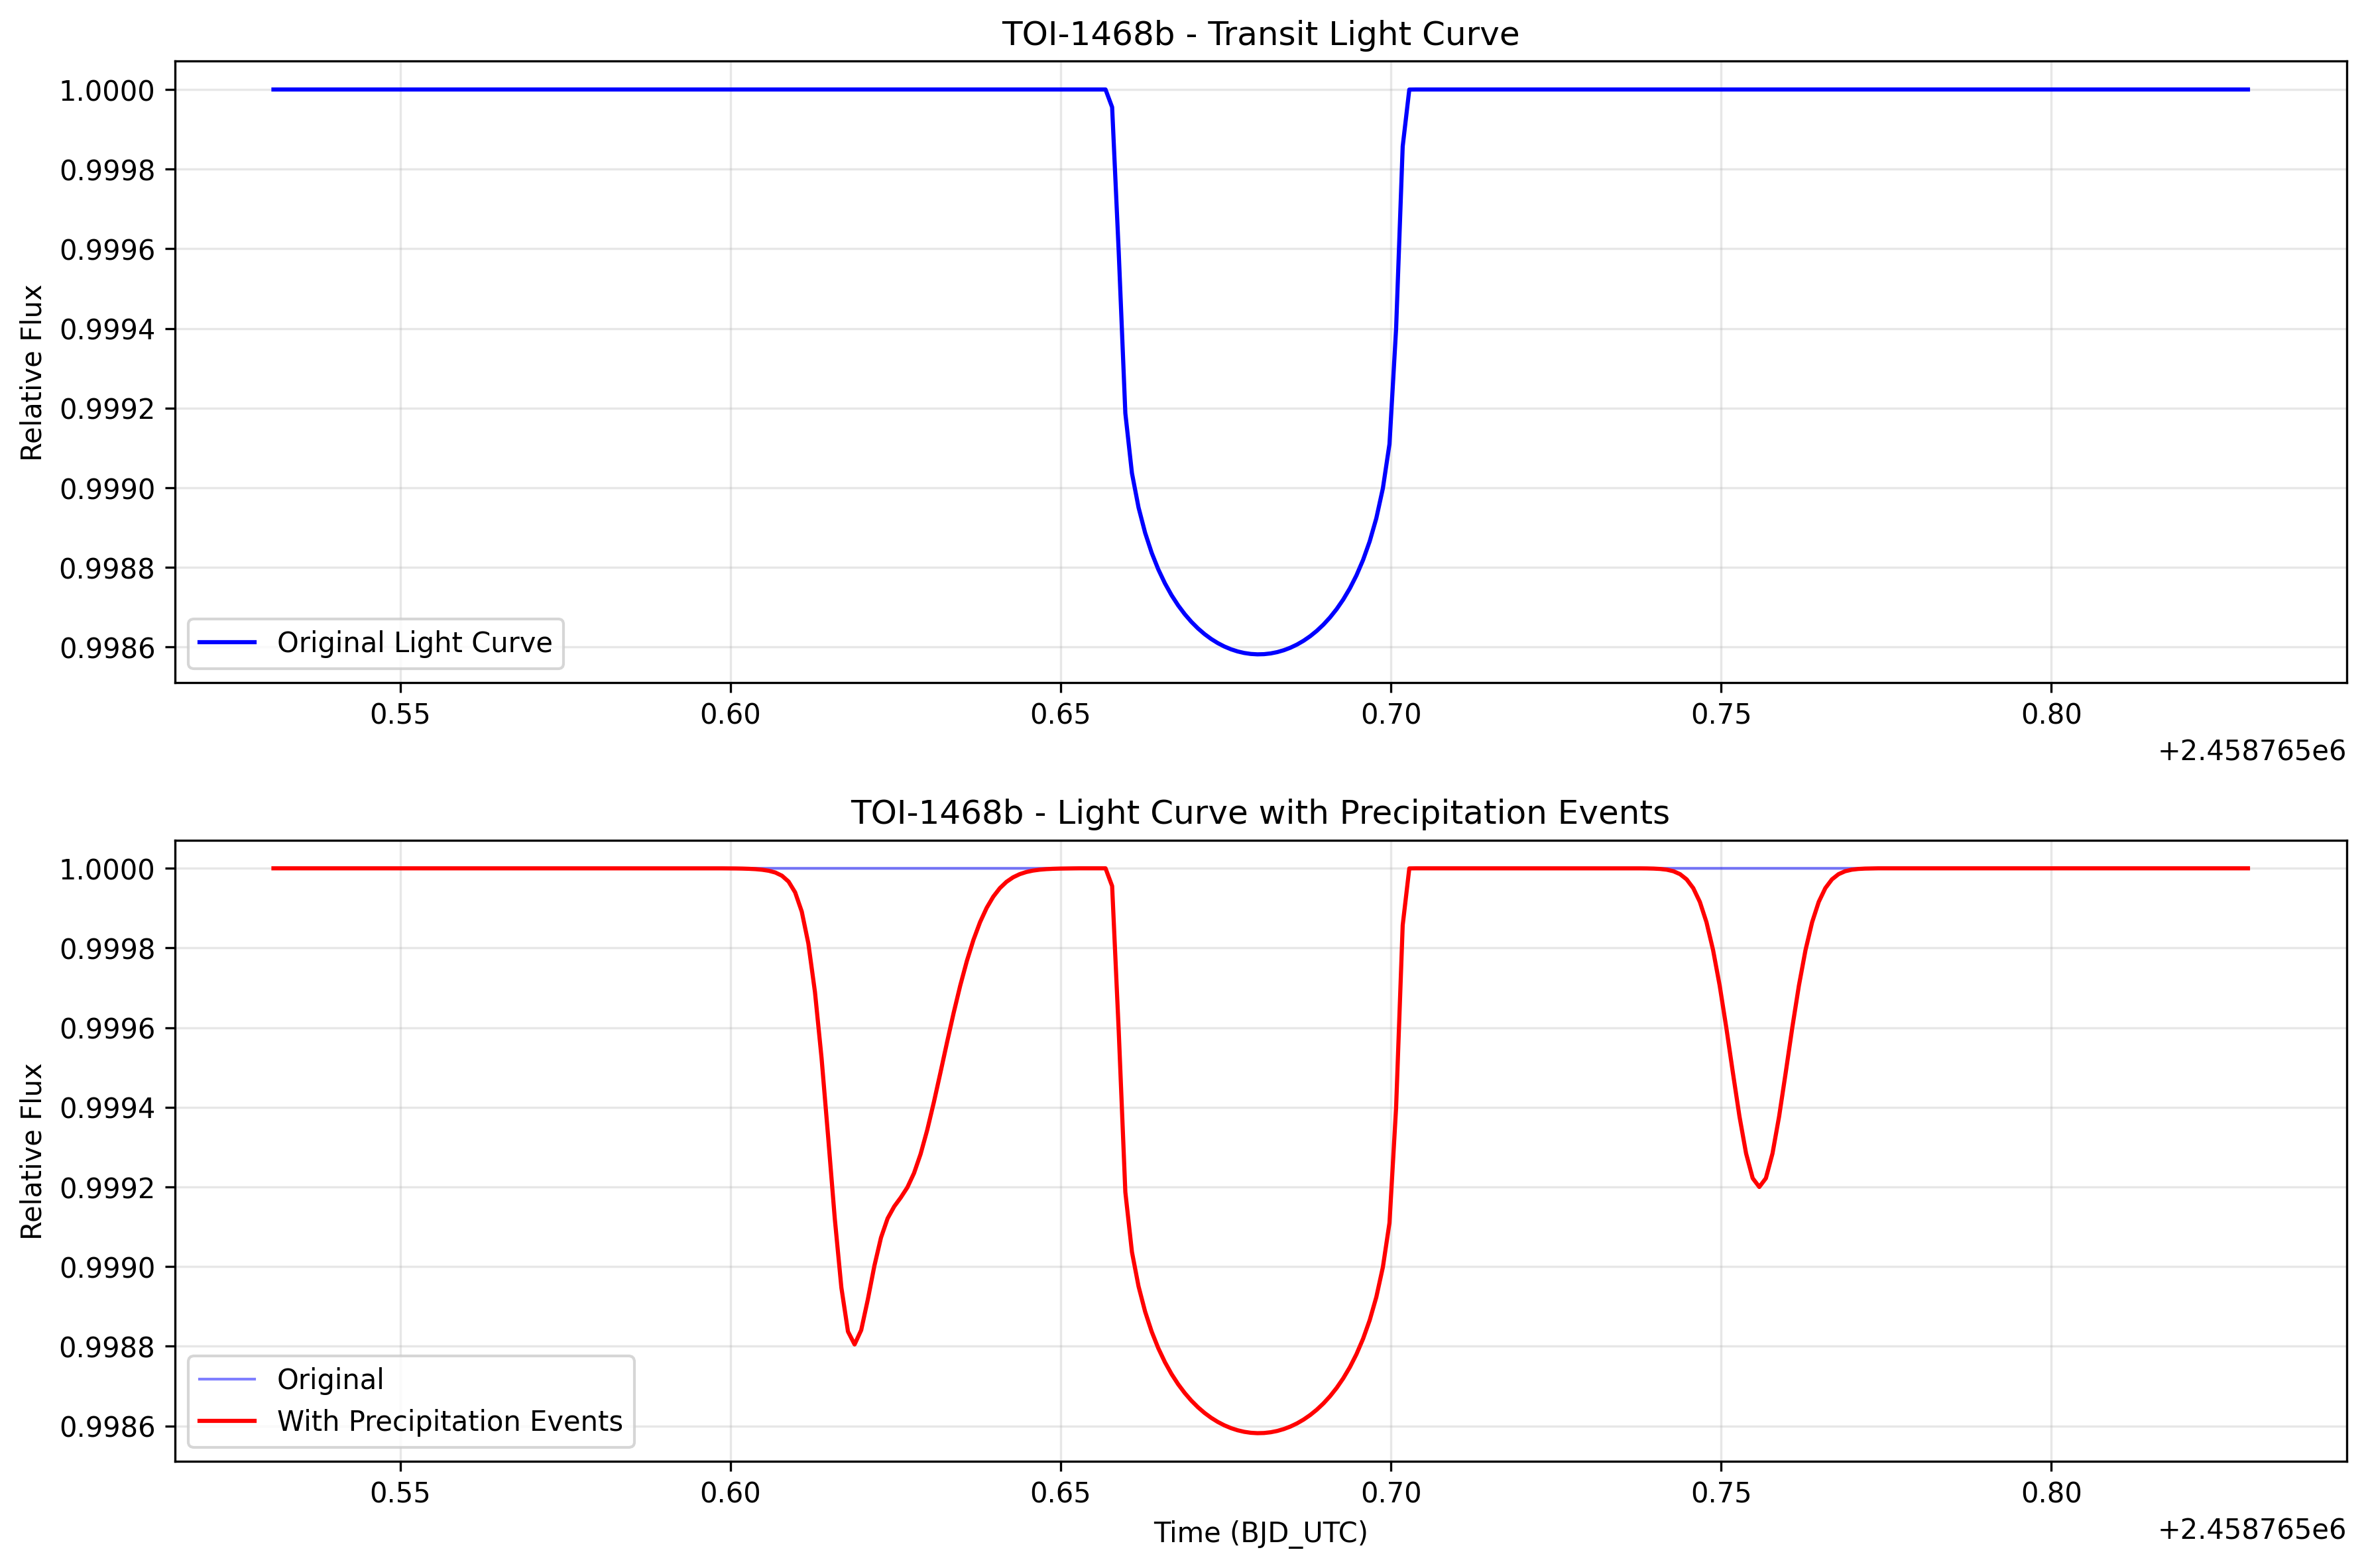 TOI-1468b - Transit Light Curve
1.0000
0.9998
0.9996
0.9994
0.9992
0.9990
0.9988
0.9986
Relative Flux
Original Light Curve
0.55 0.60 0.65 0.70 0.75 0.80
+2.458765e6
TOI-1468b - Light Curve with Precipitation Events
1.0000
0.9998
0.9996
0.9994
0.9992
0.9990
0.9988
0.9986
Relative Flux
Original
With Precipitation Events
0.55 0.60 0.65 0.70 0.75 0.80
Time (BJD_UTC)
+2.458765e6